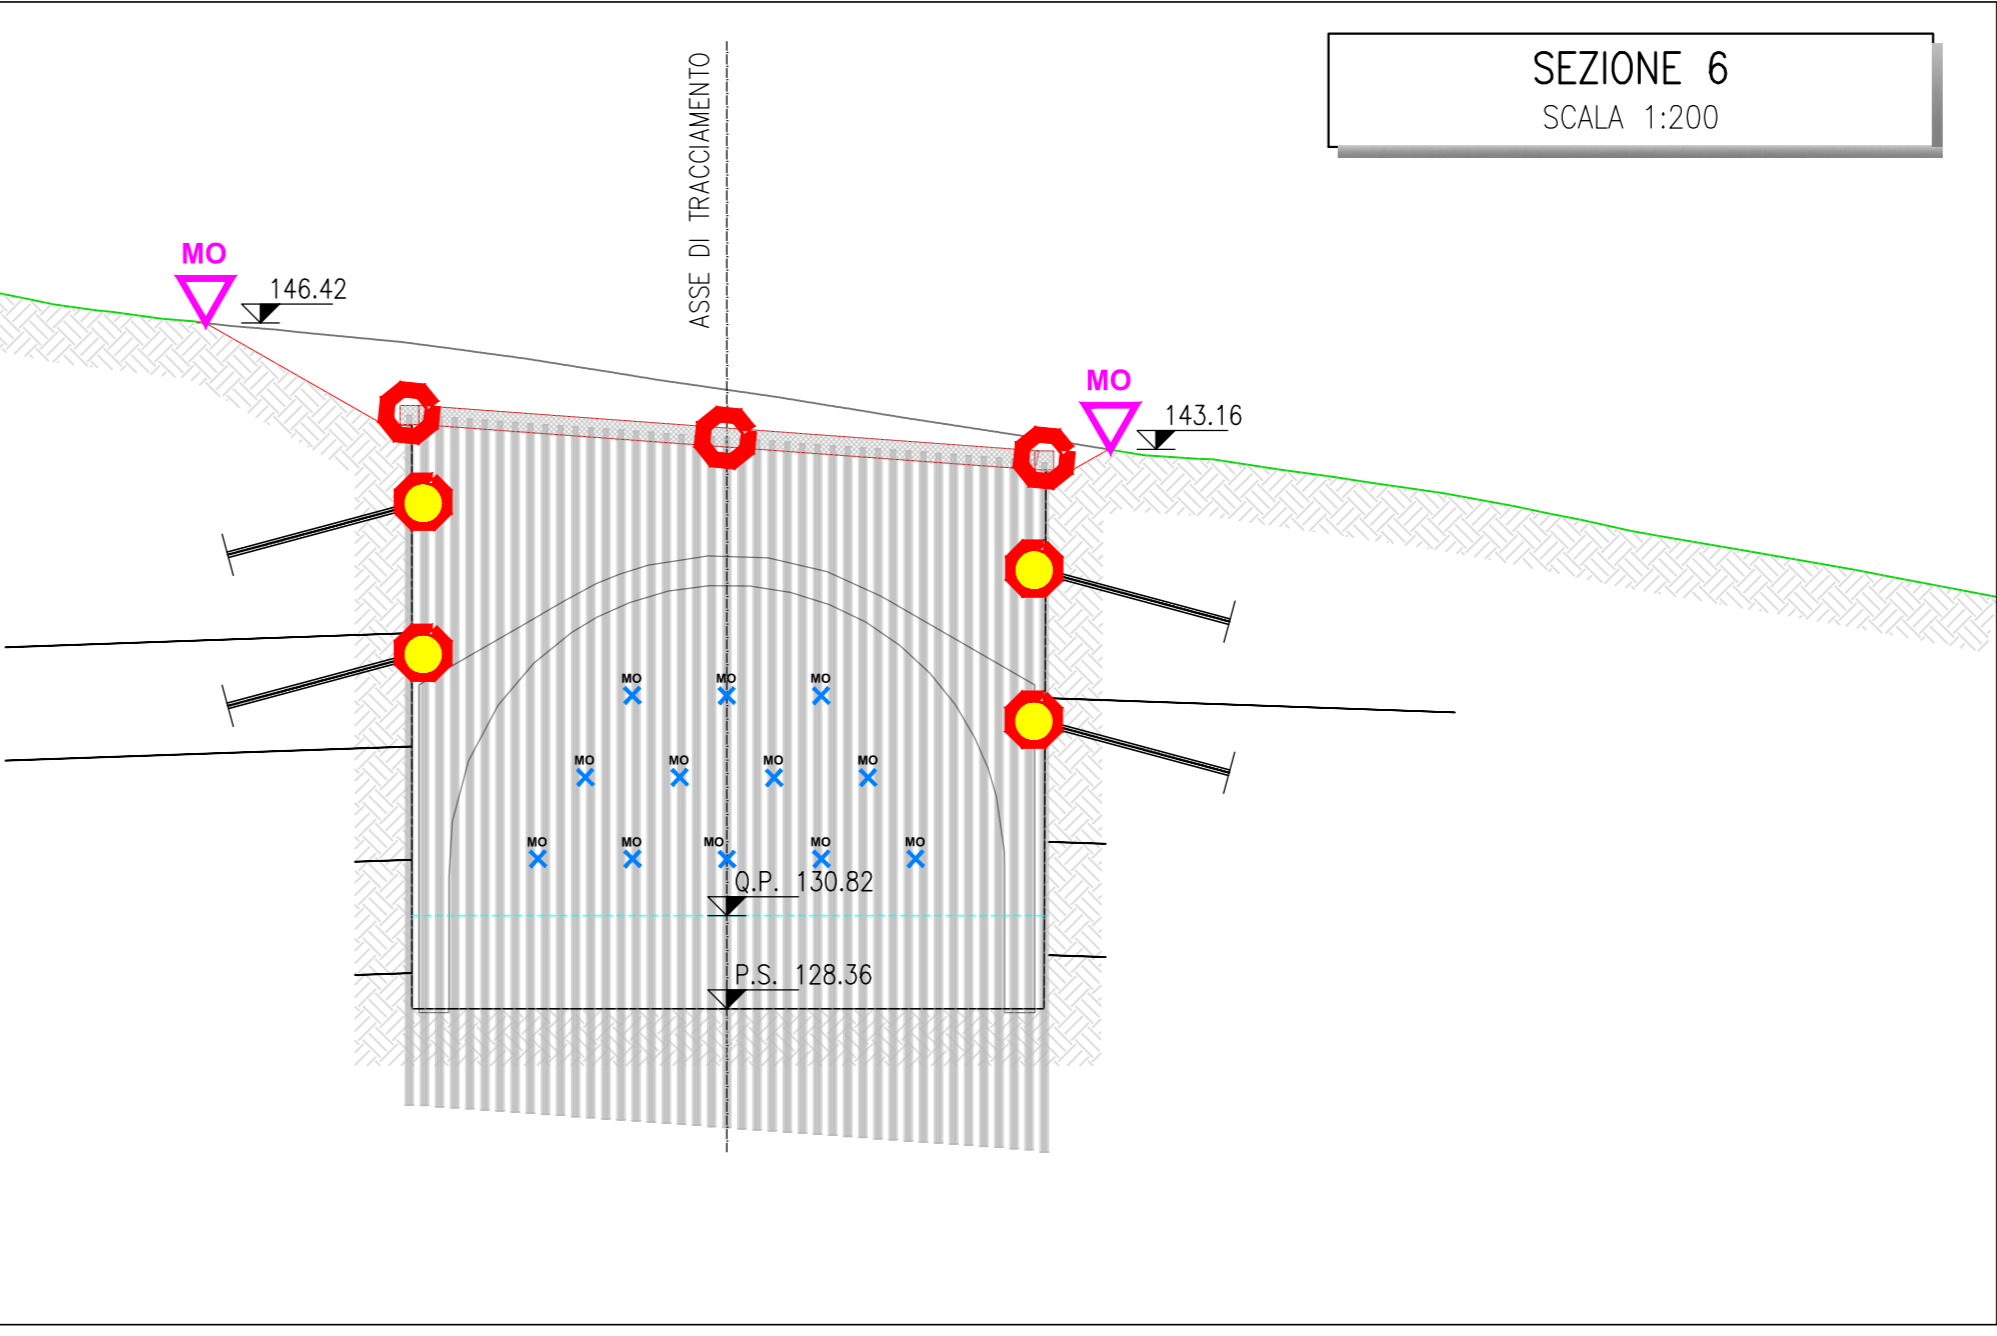 SEZIONE 6
SCALA 1:200
ASSE DI TRACCIAMENTO
MO
146.42
MO
143.16
MO MO MO
MO MO MO MO
MO MO MO MO MO
Q.P. 130.82
P.S. 128.36